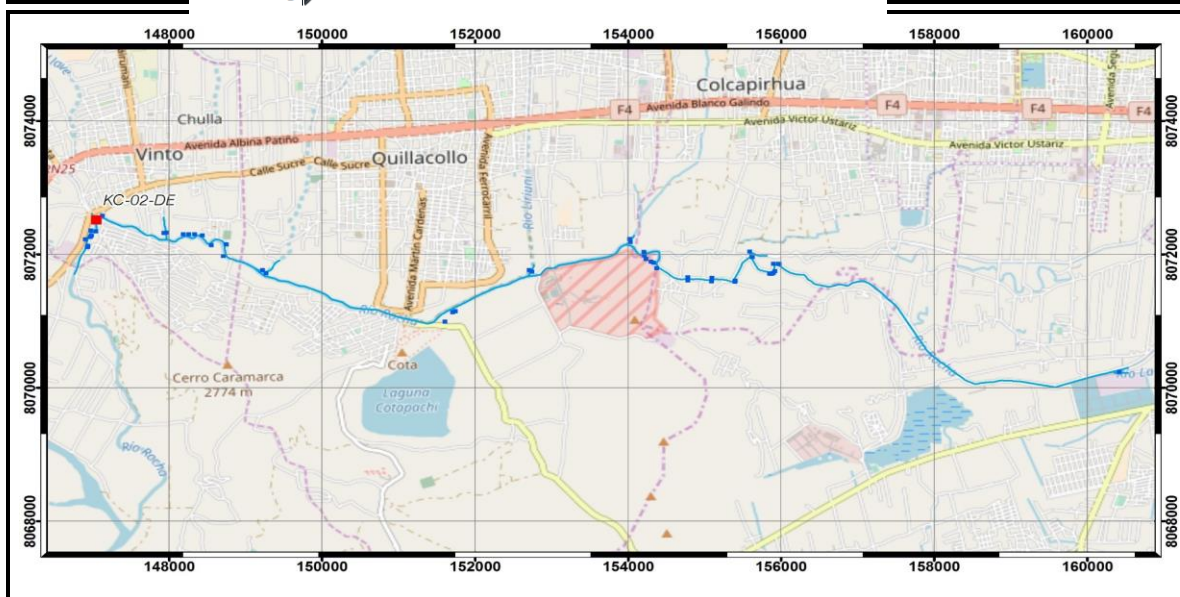 148000 150000 152000 154000 156000 158000 160000
Colcapirhua
F4
Avenida Blanco Galindo
F4
F4
F4
8074000
8074000
Chulla
Avenida Victor Ustariz
Avenida Albina Patiño
Avenida Victor Ustariz
Vinto
Calle Sucre
Calle Sucre
Quillacollo
Avenida Ferrocarril
RN25
KC-02-DE
Río Liriuni
Avenida Martín Cardenas
8072000
8072000
Río Rocha
Río Rocha
Cota
Cerro Caramarca
2774 m
Laguna
Cotapachi
8070000
8070000
Río Rocha
8068000
8068000
148000 150000 152000 154000 156000 158000 160000